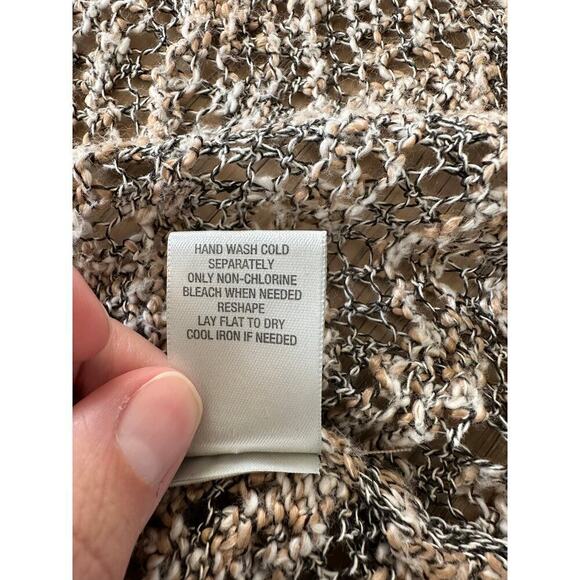 HAND WASH COLD
SEPARATELY
ONLY NON-CHLORINE
BLEACH WHEN NEEDED
RESHAPE
LAY FLAT TO DRY
COOL IRON IF NEEDED